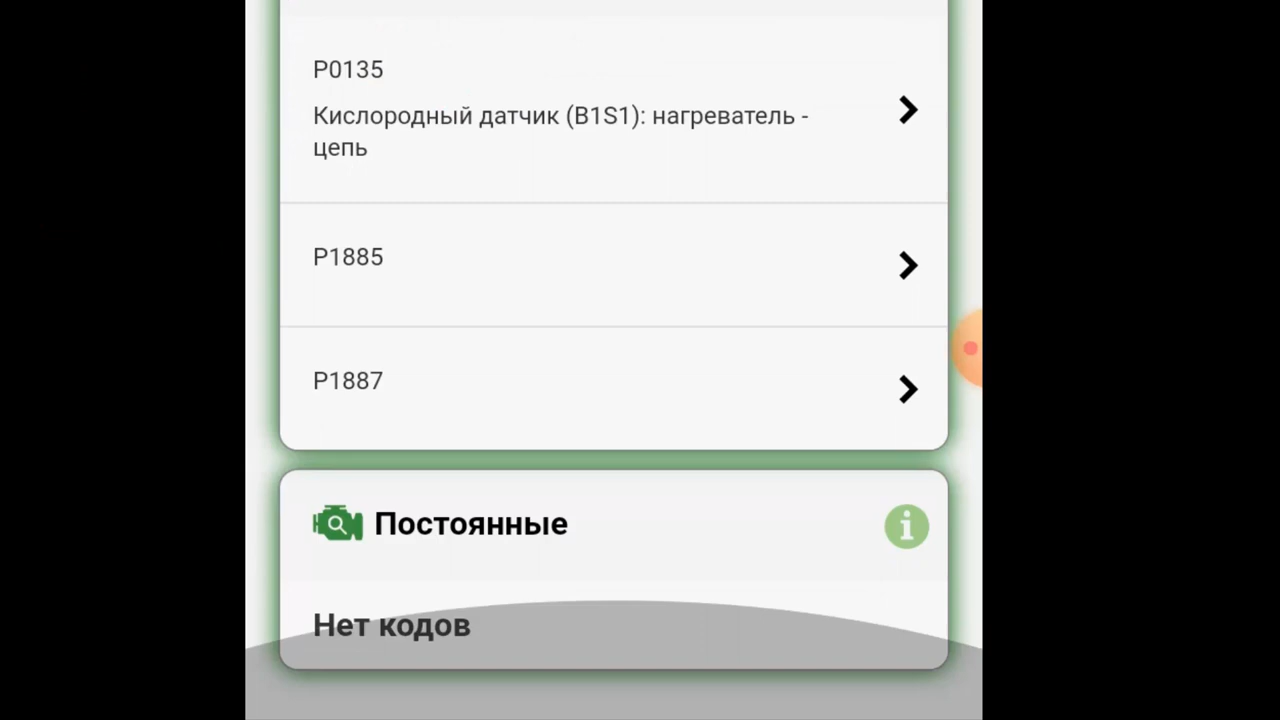 P0135
Кислородный датчик (B1S1): нагреватель -
цепь
P1885
P1887
Постоянные
Нет кодов